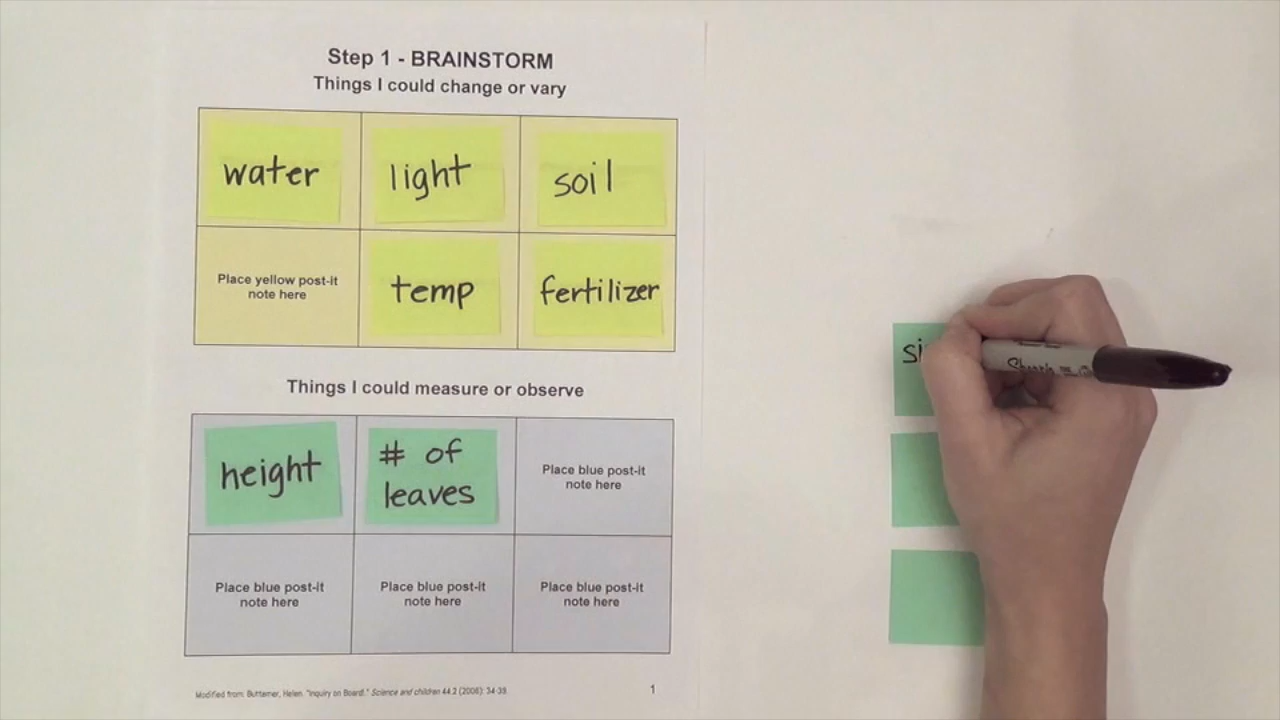 Step 1 - BRAINSTORM
Things I could change or vary
water
light
soil
Place yellow post-it
note here
temp
fertilizer
Things I could measure or observe
height
# of
leaves
Place blue post-it
note here
Place blue post-it
note here
Place blue post-it
note here
Place blue post-it
note here
si
Sharpie
Modified from: Buttemer, Helen. "Inquiry on Board!." Science and children 44.2 (2006): 34-39.
1